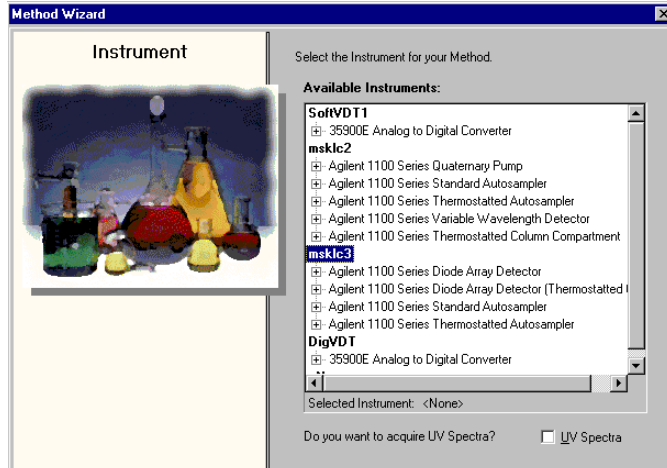 Method Wizard
Instrument
Select the Instrument for your Method.
Available Instruments:
SoftVDT1
35900E Analog to Digital Converter
msklc2
Agilent 1100 Series Quaternary Pump
Agilent 1100 Series Standard Autosampler
Agilent 1100 Series Thermostatted Autosampler
Agilent 1100 Series Variable Wavelength Detector
Agilent 1100 Series Thermostatted Column Compartment
msklc3
Agilent 1100 Series Diode Array Detector
Agilent 1100 Series Diode Array Detector (Thermostatted
Agilent 1100 Series Standard Autosampler
Agilent 1100 Series Thermostatted Autosampler
DigVDT
35900E Analog to Digital Converter
Selected Instrument: <None>
Do you want to acquire UV Spectra?
UV Spectra